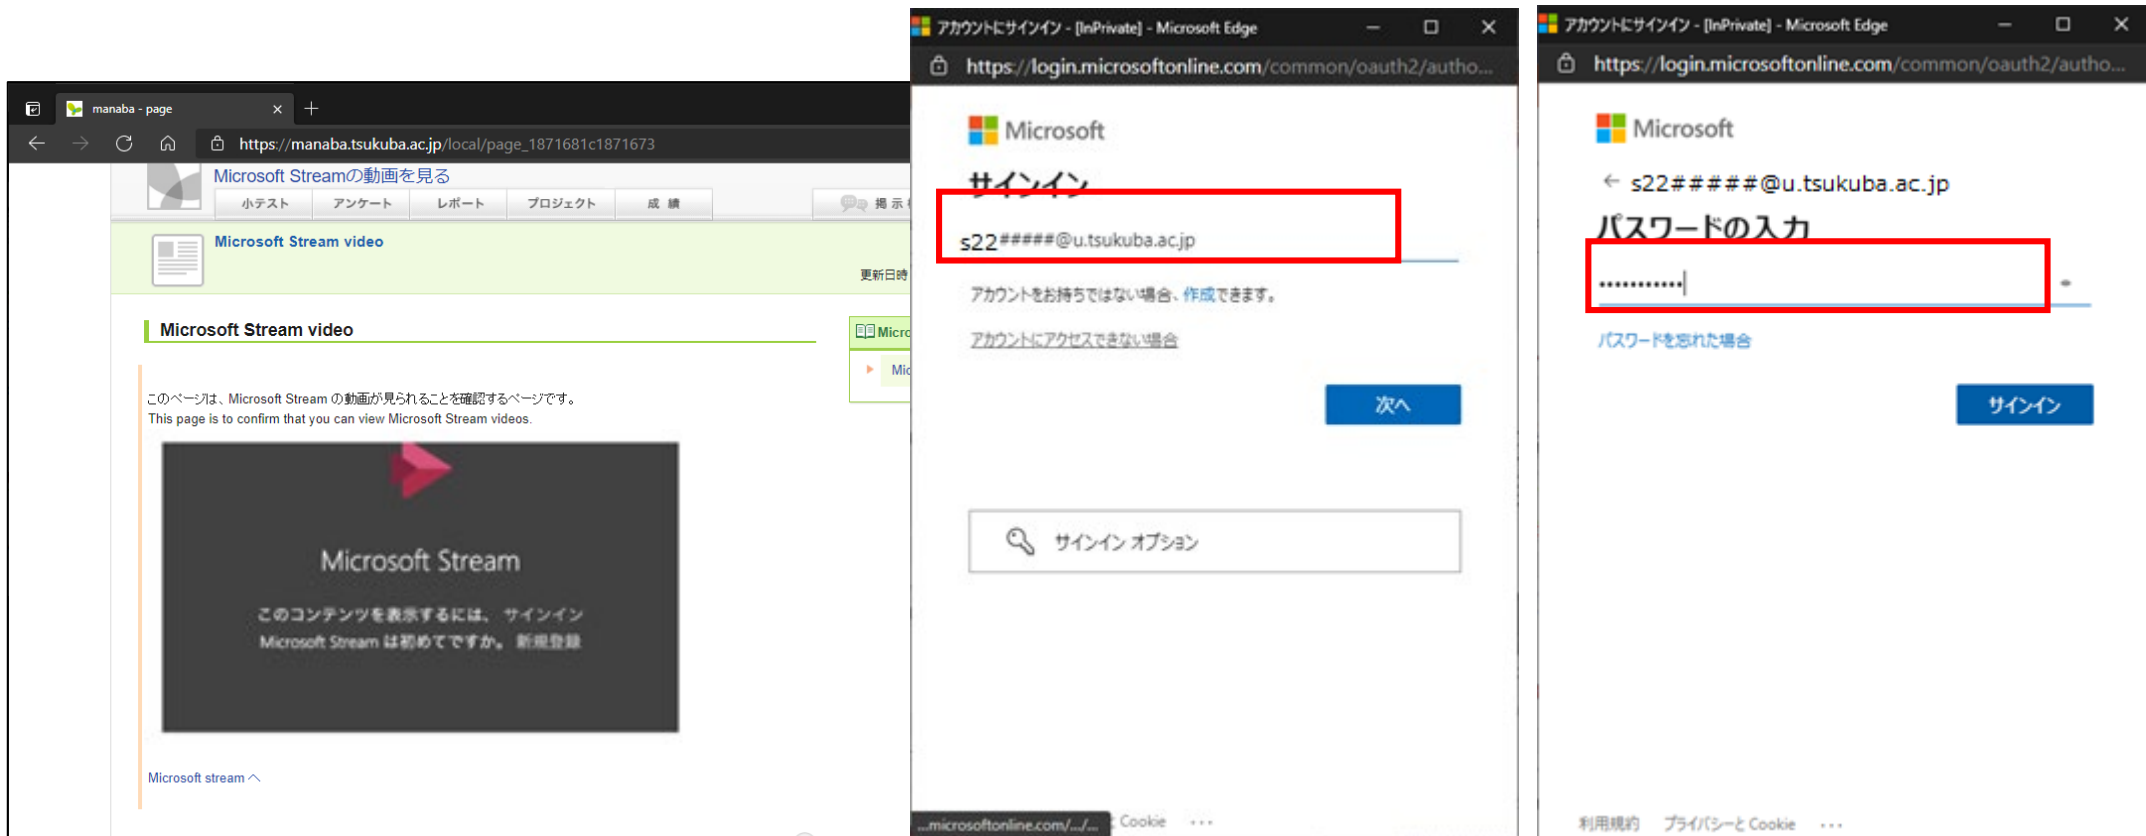 manaba - page
https://manaba.tsukuba.ac.jp/local/page_1871681c1871673
Microsoft Streamの動画を見る
小テスト アンケート レポート プロジェクト 成績 掲示
Microsoft Stream video
更新日時
Microsoft Stream video
Micro
Mic
このページは、Microsoft Stream の動画が見られることを確認するページです。
This page is to confirm that you can view Microsoft Stream videos.
Microsoft Stream
このコンテンツを表示するには、 サインイン
Microsoft Stream は初めてですか。 新規登録
Microsoft stream へ
アカウントにサインイン - [InPrivate] - Microsoft Edge
https://login.microsoftonline.com/common/oauth2/autho...
Microsoft
サインイン
s22#####@u.tsukuba.ac.jp
アカウントをお持ちではない場合、作成できます。
アカウントにアクセスできない場合
次へ
サインイン オプション
...microsoftonline.com/.../... Cookie ...
アカウントにサインイン - [InPrivate] - Microsoft Edge
https://login.microsoftonline.com/common/oauth2/autho...
Microsoft
← s22#####@u.tsukuba.ac.jp
パスワードの入力
•••••••••••
パスワードを忘れた場合
サインイン
利用規約 プライバシーと Cookie ...